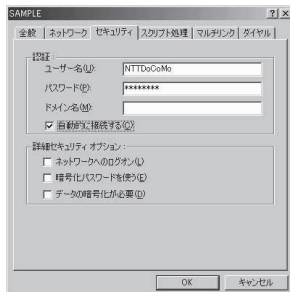 SAMPLE
全般 ネットワーク セキュリティ スクリプト処理 マルチリンク ダイヤル
認証:
ユーザー名(U): NTTDoCoMo
パスワード(P): ********
ドメイン名(M):
自動的に接続する(C)
詳細セキュリティ オプション:
ネットワークへのログオン(L)
暗号化パスワードを使う(E)
データの暗号化が必要(D)
OK キャンセル